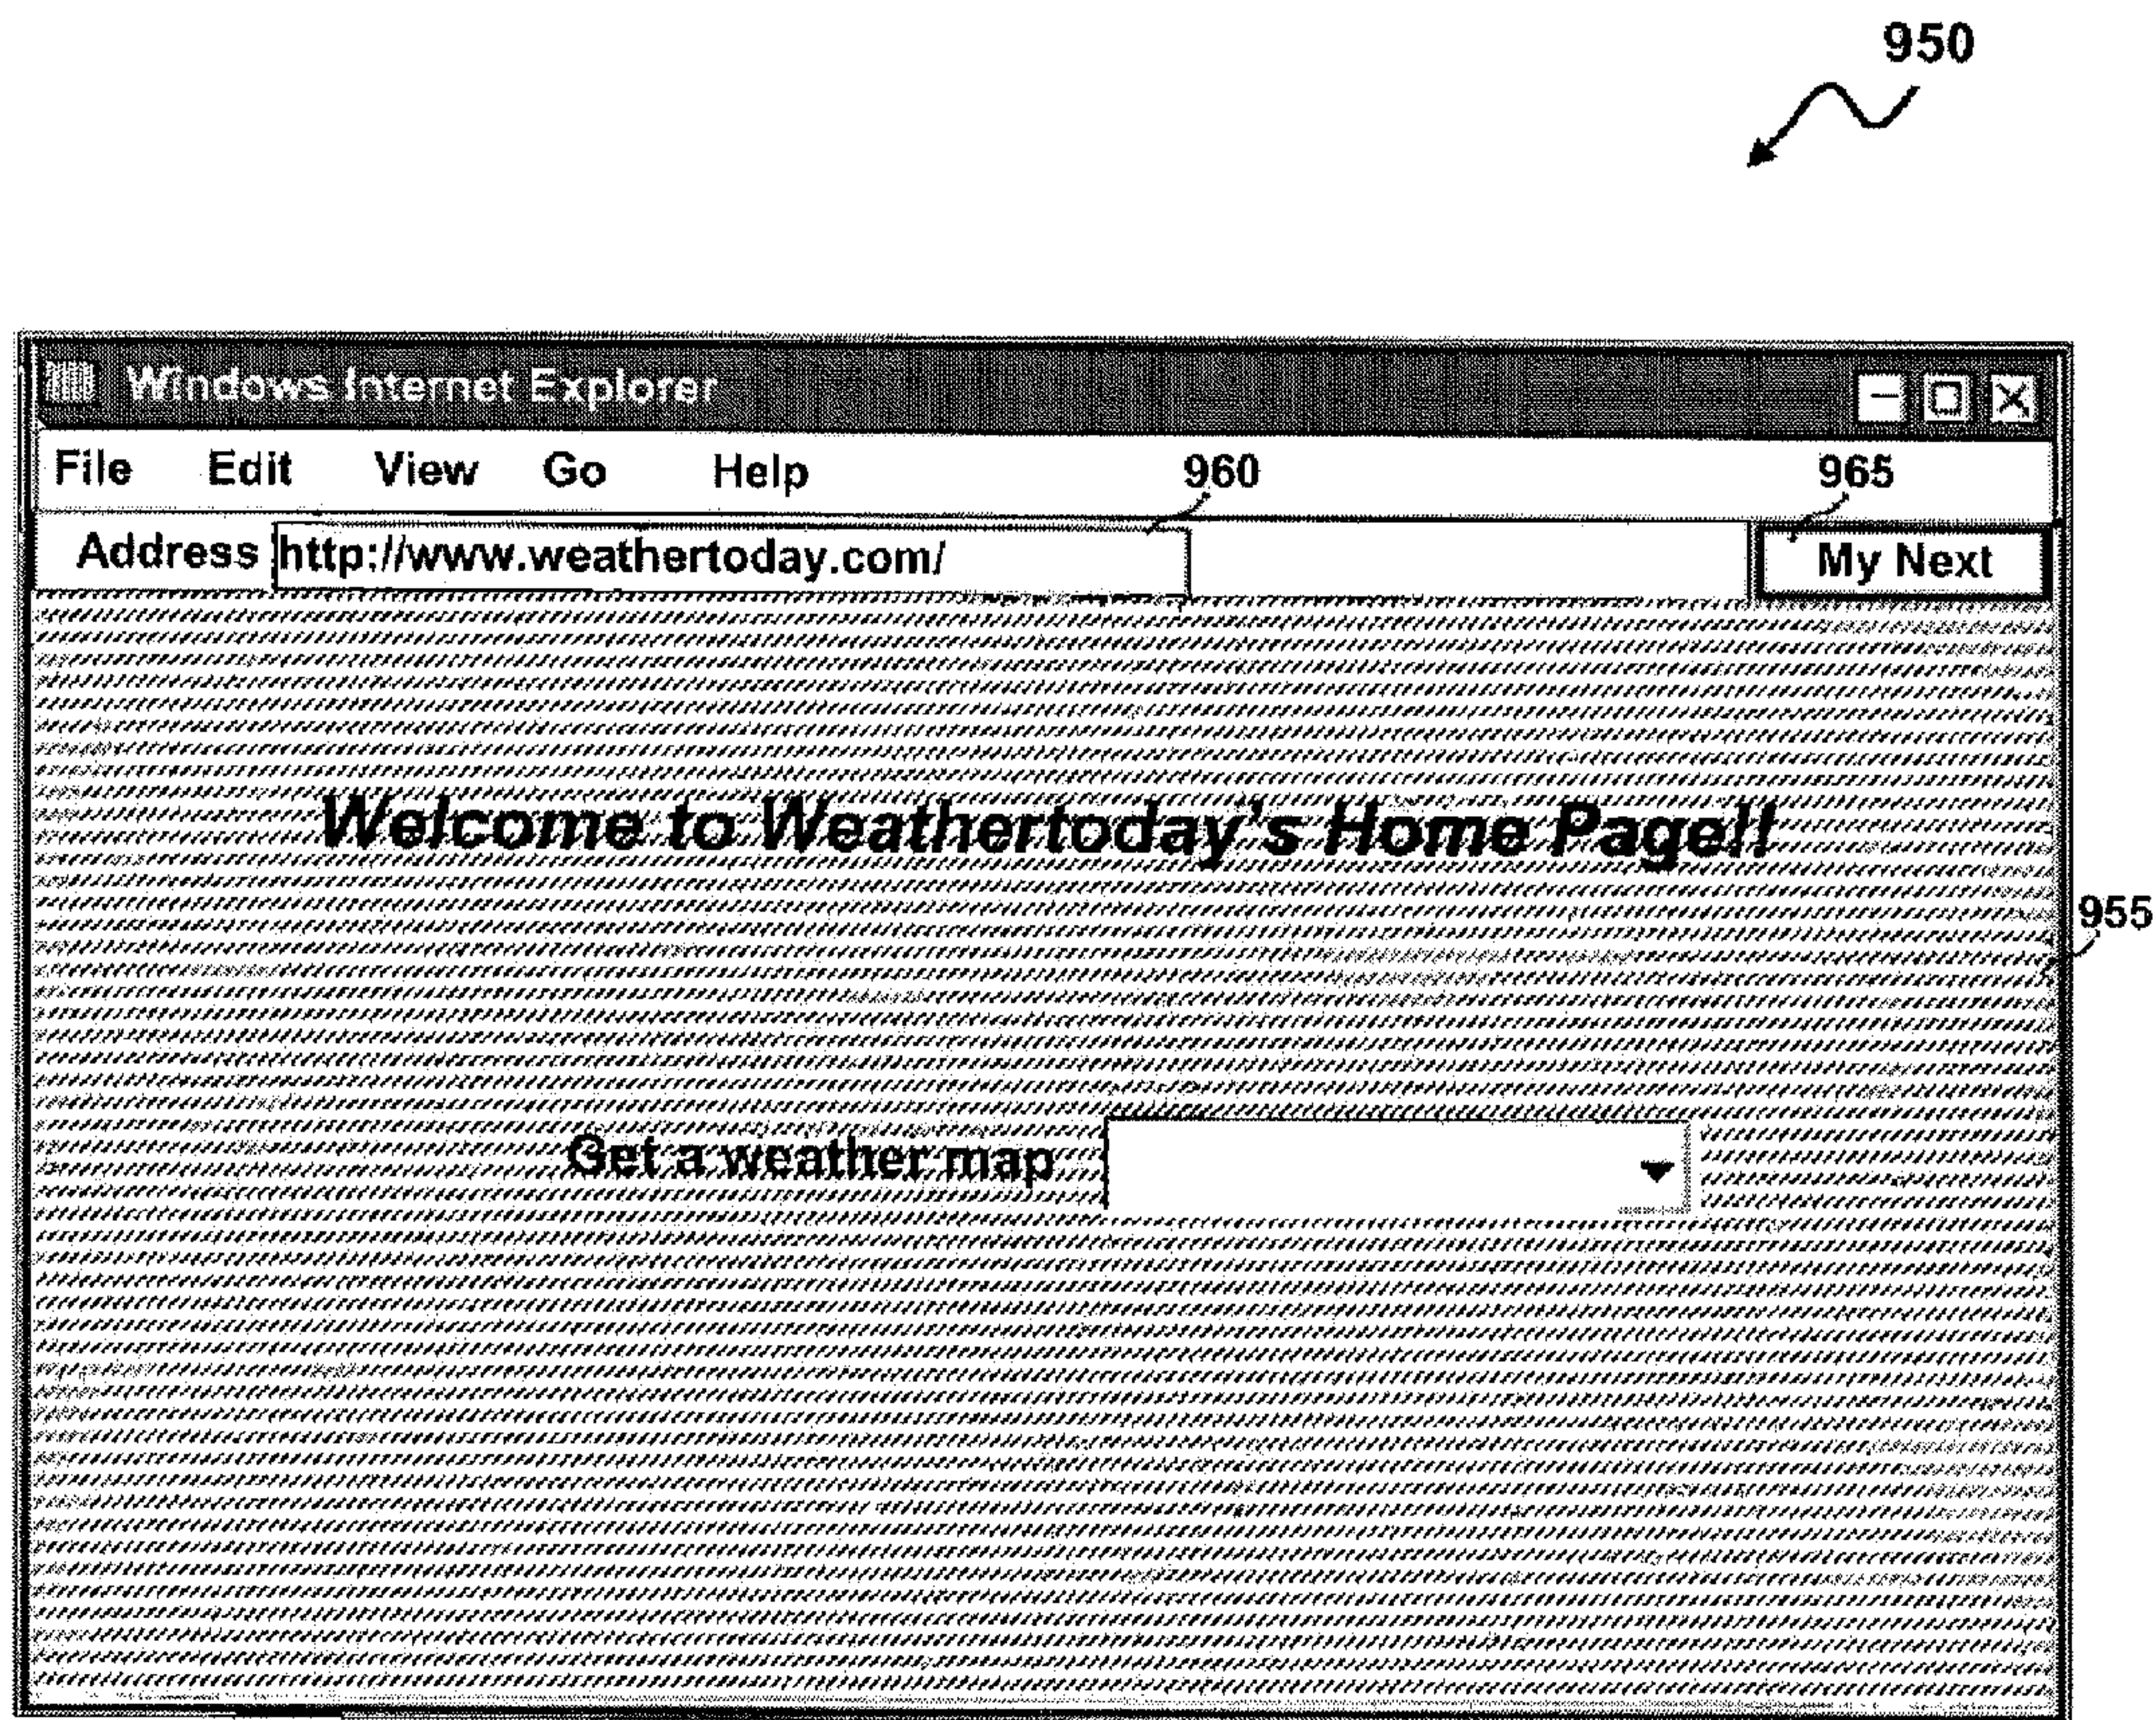 950
Windows Internet Explorer
File Edit View Go Help 960 965
Address http://www.weathertoday.com/ My Next
Welcome to Weathertoday's Home Page!!
955
Get a weather map